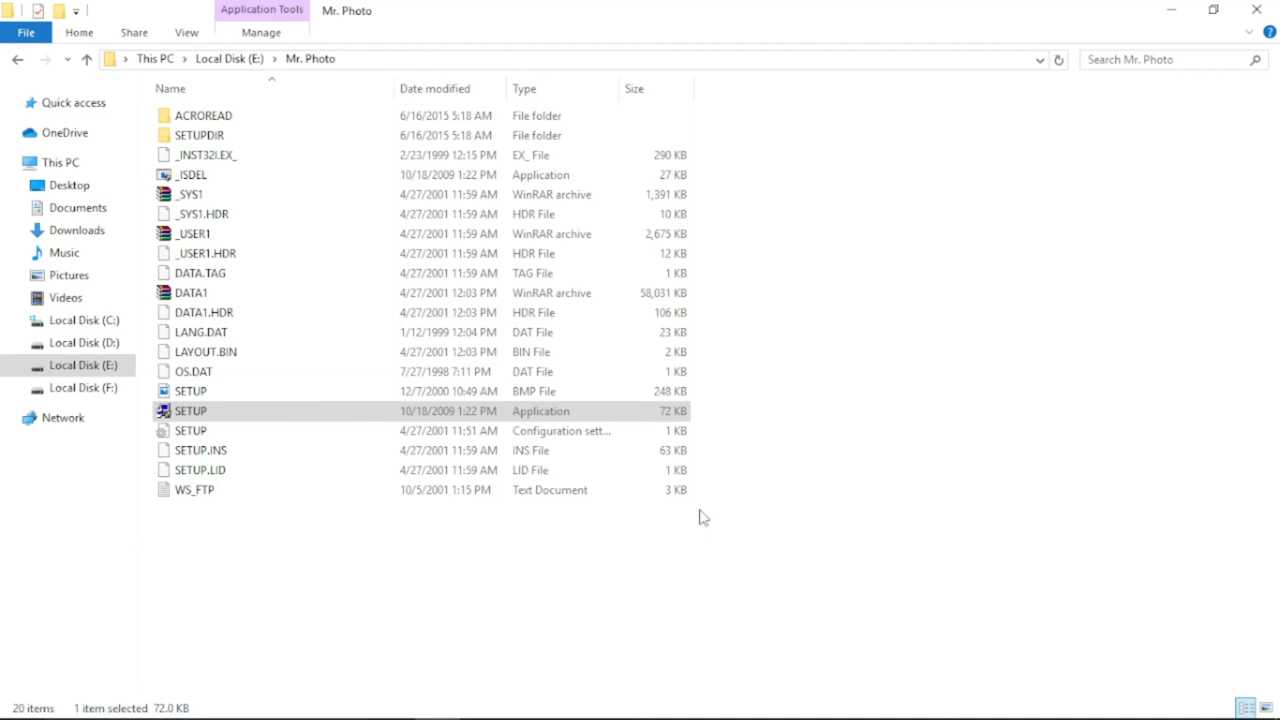 Application Tools Mr. Photo
File Home Share View Manage
This PC Local Disk (E:) Mr. Photo Search Mr. Photo
Name Date modified Type Size
Quick access
OneDrive
This PC
Desktop
Documents
Downloads
Music
Pictures
Videos
Local Disk (C:)
Local Disk (D:)
Local Disk (E:)
Local Disk (F:)
Network
ACROREAD 6/16/2015 5:18 AM File folder
SETUPDIR 6/16/2015 5:18 AM File folder
_INST32I.EX_ 2/23/1999 12:15 PM EX_ File 290 KB
_ISDEL 10/18/2009 1:22 PM Application 27 KB
_SYS1 4/27/2001 11:59 AM WinRAR archive 1,391 KB
_SYS1.HDR 4/27/2001 11:59 AM HDR File 10 KB
_USER1 4/27/2001 11:59 AM WinRAR archive 2,675 KB
_USER1.HDR 4/27/2001 11:59 AM HDR File 12 KB
DATA.TAG 4/27/2001 11:59 AM TAG File 1 KB
DATA1 4/27/2001 12:03 PM WinRAR archive 58,031 KB
DATA1.HDR 4/27/2001 12:03 PM HDR File 106 KB
LANG.DAT 1/12/1999 12:04 PM DAT File 23 KB
LAYOUT.BIN 4/27/2001 12:03 PM BIN File 2 KB
OS.DAT 7/27/1998 7:11 PM DAT File 1 KB
SETUP 12/7/2000 10:49 AM BMP File 248 KB
SETUP 10/18/2009 1:22 PM Application 72 KB
SETUP 4/27/2001 11:51 AM Configuration sett... 1 KB
SETUP.INS 4/27/2001 11:59 AM INS File 63 KB
SETUP.LID 4/27/2001 11:59 AM LID File 1 KB
WS_FTP 10/5/2001 1:15 PM Text Document 3 KB
20 items 1 item selected 72.0 KB